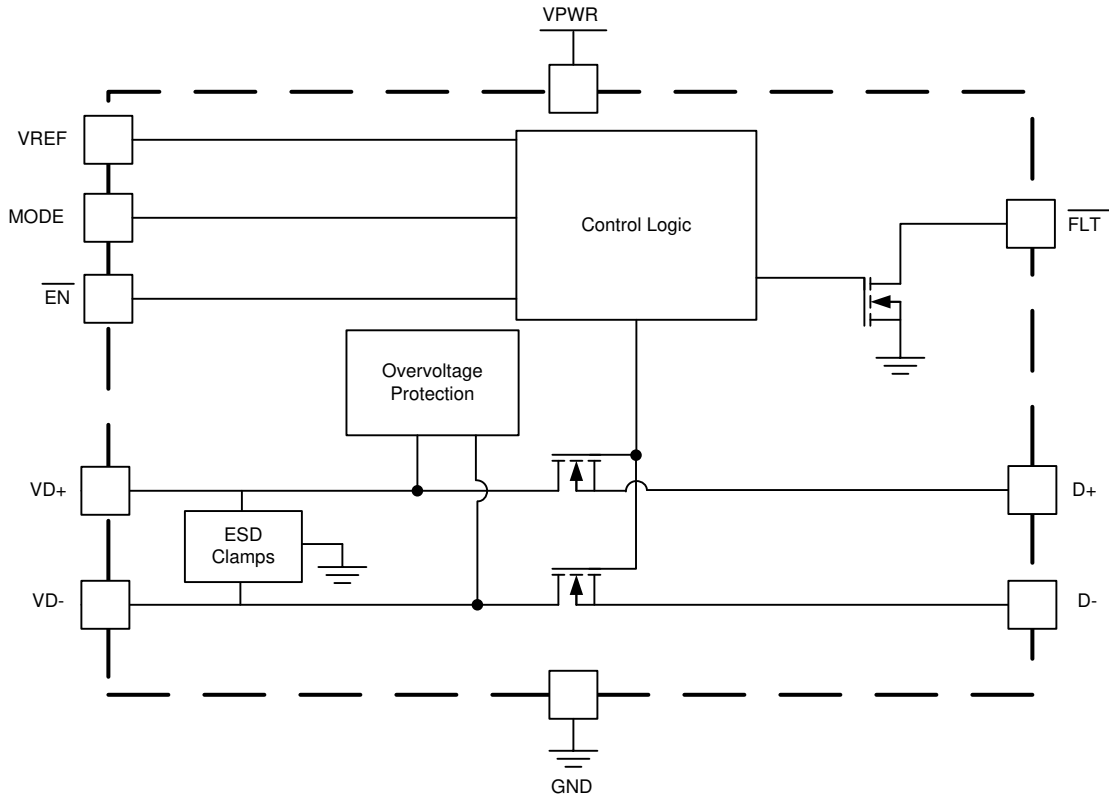 VPWR
VREF
MODE
Control Logic
FLT
EN
Overvoltage
Protection
VD+
D+
ESD
Clamps
VD-
D-
GND